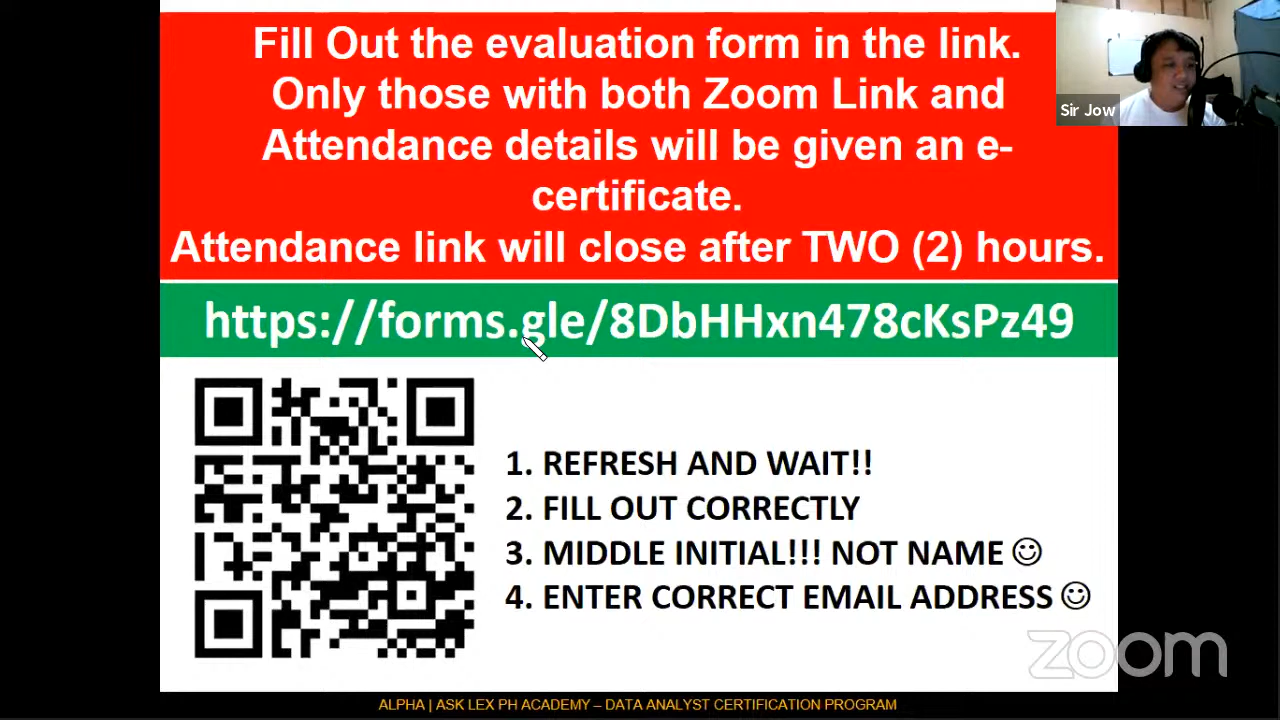 Fill Out the evaluation form in the link.
Only those with both Zoom Link and
Attendance details will be given an e-
certificate.
Attendance link will close after TWO (2) hours.
Sir Jow
https://forms.gle/8DbHHxn478cKsPz49
1. REFRESH AND WAIT!!
2. FILL OUT CORRECTLY
3. MIDDLE INITIAL!!! NOT NAME ☺
4. ENTER CORRECT EMAIL ADDRESS ☺
zoom
ALPHA | ASK LEX PH ACADEMY – DATA ANALYST CERTIFICATION PROGRAM